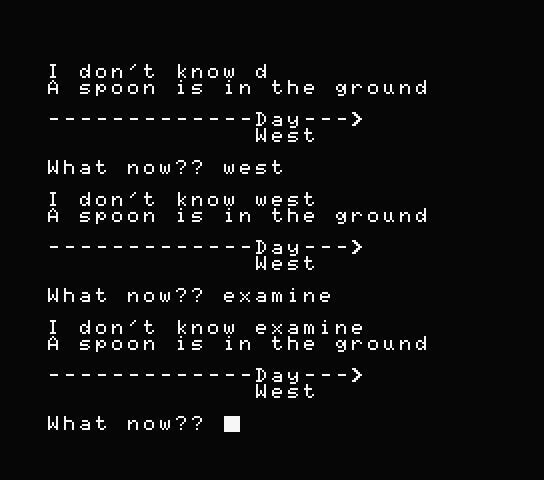 I don't know d
A spoon is in the ground
-------------Day--->
West
What now?? west
I don't know west
A spoon is in the ground
-------------Day--->
West
What now?? examine
I don't know examine
A spoon is in the ground
-------------Day--->
West
What now??